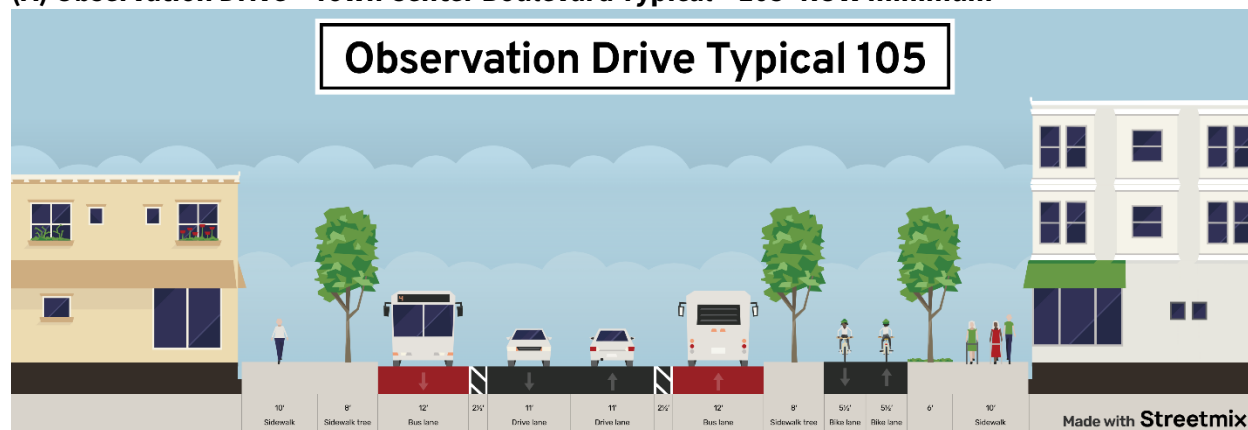 Observation Drive Typical 105
4
10' 8' 12' 2½' 11' 11' 2½' 12' 8' 5½' 5½' 6' 10'
Sidewalk Sidewalk tree Bus lane Drive lane Drive lane Bus lane Sidewalk tree Bike lane Bike lane Sidewalk
Made with Streetmix